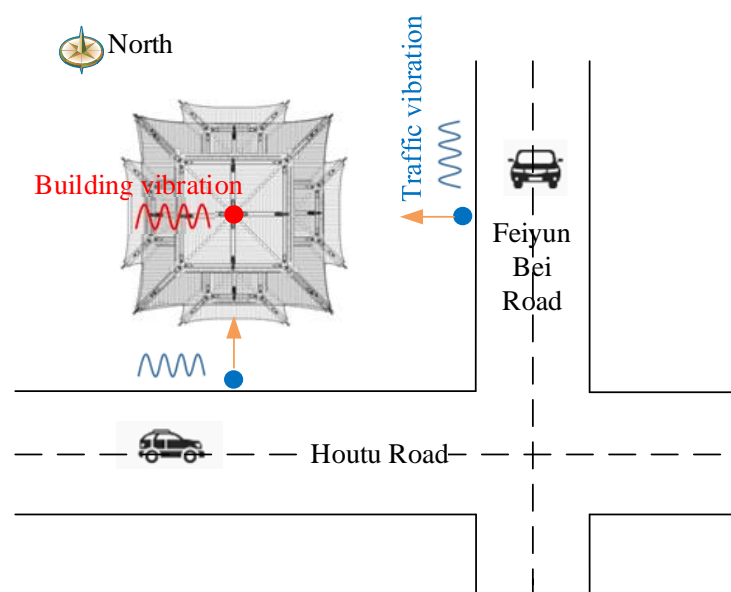 North
Traffic vibration
Building vibration
Feiyun
Bei
Road
Houtu Road